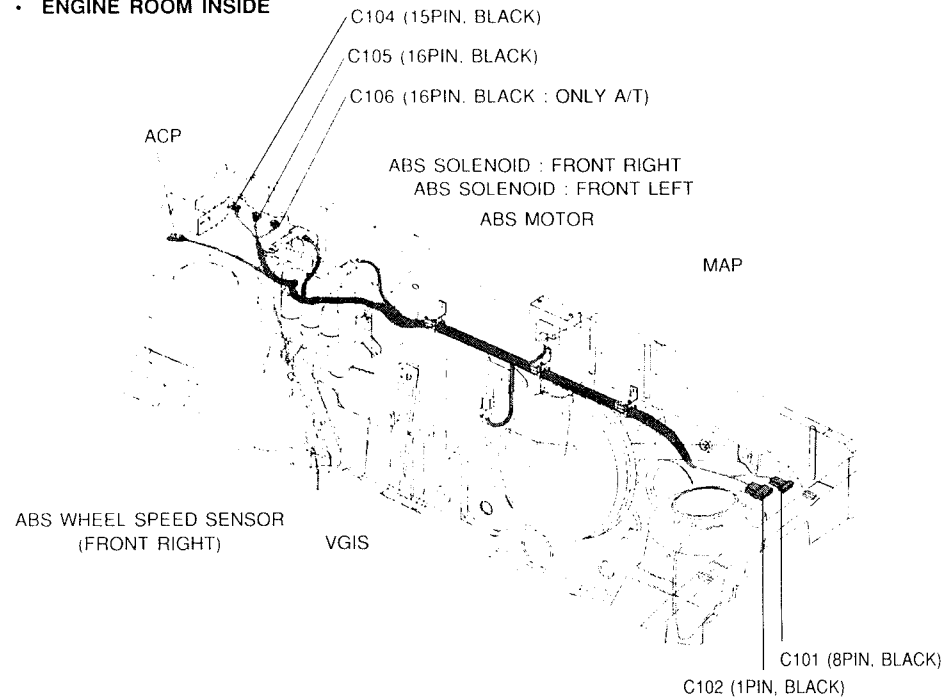 • ENGINE ROOM INSIDE
C104 (15PIN, BLACK)
C105 (16PIN, BLACK)
C106 (16PIN, BLACK : ONLY A/T)
ACP
ABS SOLENOID : FRONT RIGHT
ABS SOLENOID : FRONT LEFT
ABS MOTOR
MAP
ABS WHEEL SPEED SENSOR
(FRONT RIGHT)
VGIS
C101 (8PIN, BLACK)
C102 (1PIN, BLACK)